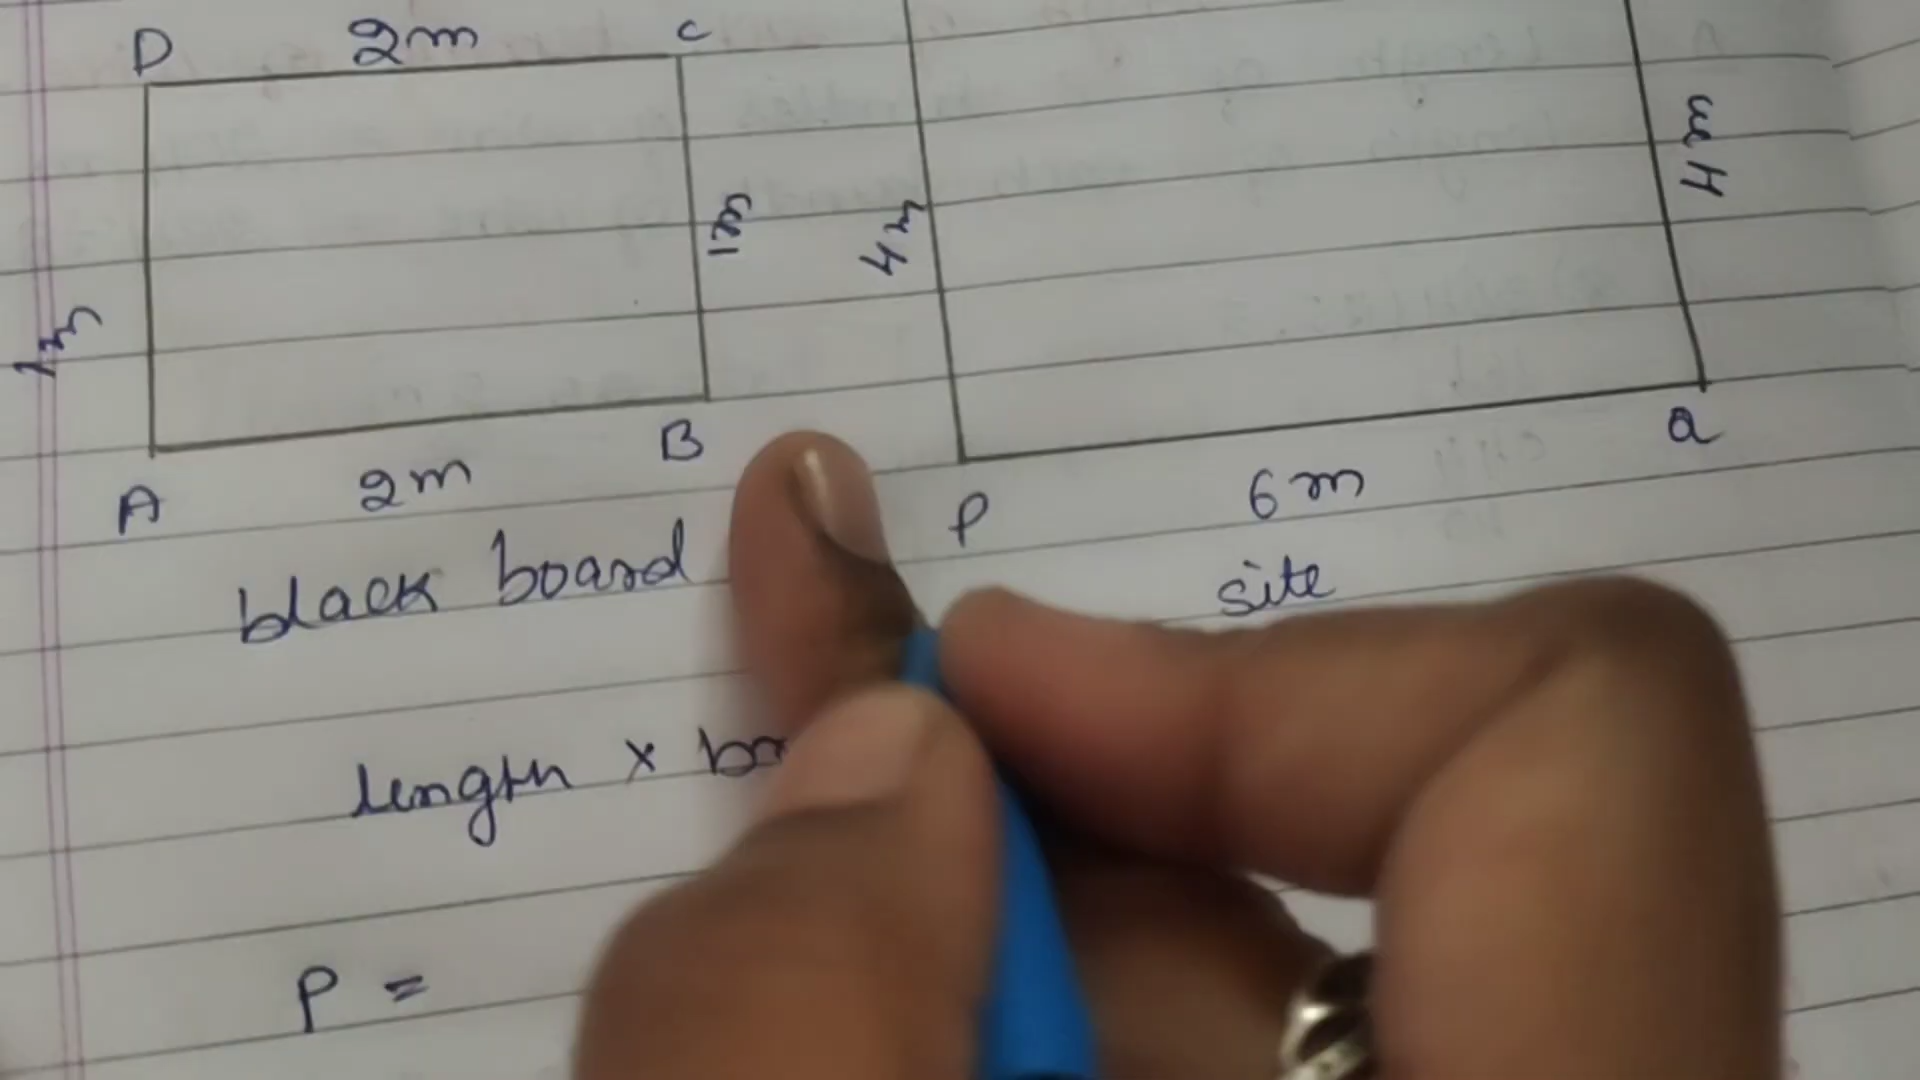 D 2m C
1m 1m 4m 4m
A 2m B P 6m Q
black board site
length ×
P =